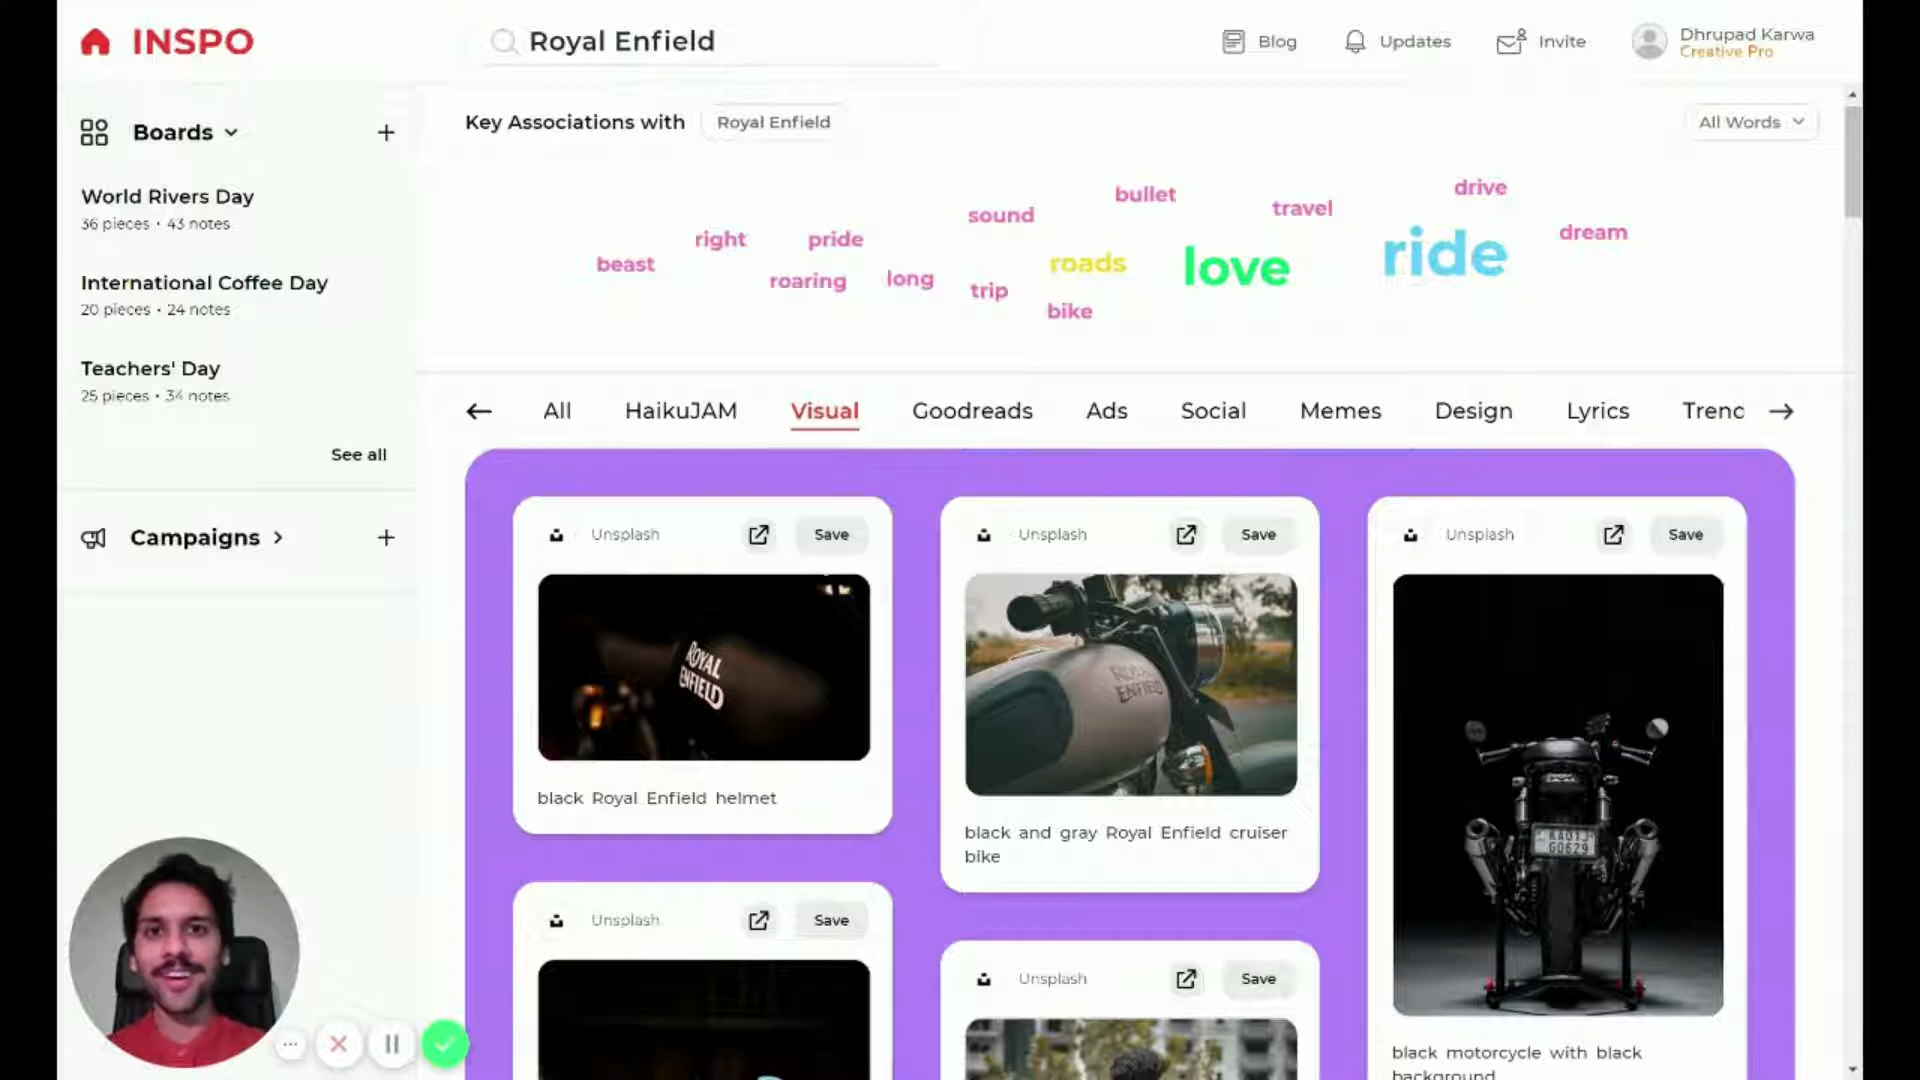 INSPO
Royal Enfield
Blog
Updates
Invite
Dhrupad Karwa
Creative Pro
Boards
World Rivers Day
36 pieces • 43 notes
International Coffee Day
20 pieces • 24 notes
Teachers' Day
25 pieces • 34 notes
See all
Campaigns
Key Associations with Royal Enfield
All Words
drive
bullet
travel
sound
dream
right
pride
ride
beast
roads
love
roaring
long
trip
bike
All
HaikuJAM
Visual
Goodreads
Ads
Social
Memes
Design
Lyrics
Trend
Unsplash
Save
ROYAL
ENFIELD
black Royal Enfield helmet
Unsplash
Save
ROYAL
ENFIELD
black and gray Royal Enfield cruiser
bike
Unsplash
Save
black motorcycle with black
background
Unsplash
Save
Unsplash
Save